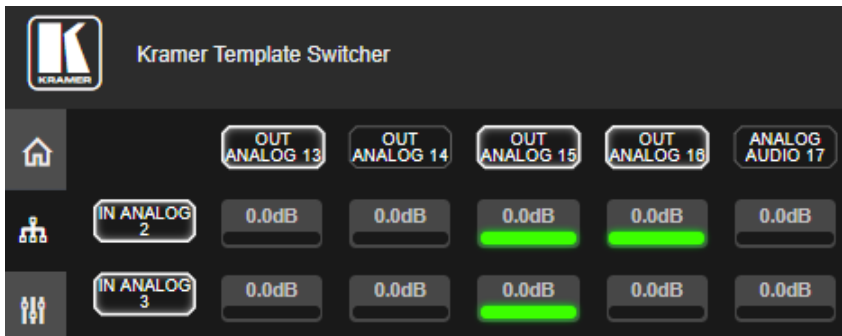 KRAMER
Kramer Template Switcher
OUT ANALOG 13
OUT ANALOG 14
OUT ANALOG 15
OUT ANALOG 16
ANALOG AUDIO 17
IN ANALOG 2
0.0dB 0.0dB 0.0dB 0.0dB 0.0dB
IN ANALOG 3
0.0dB 0.0dB 0.0dB 0.0dB 0.0dB